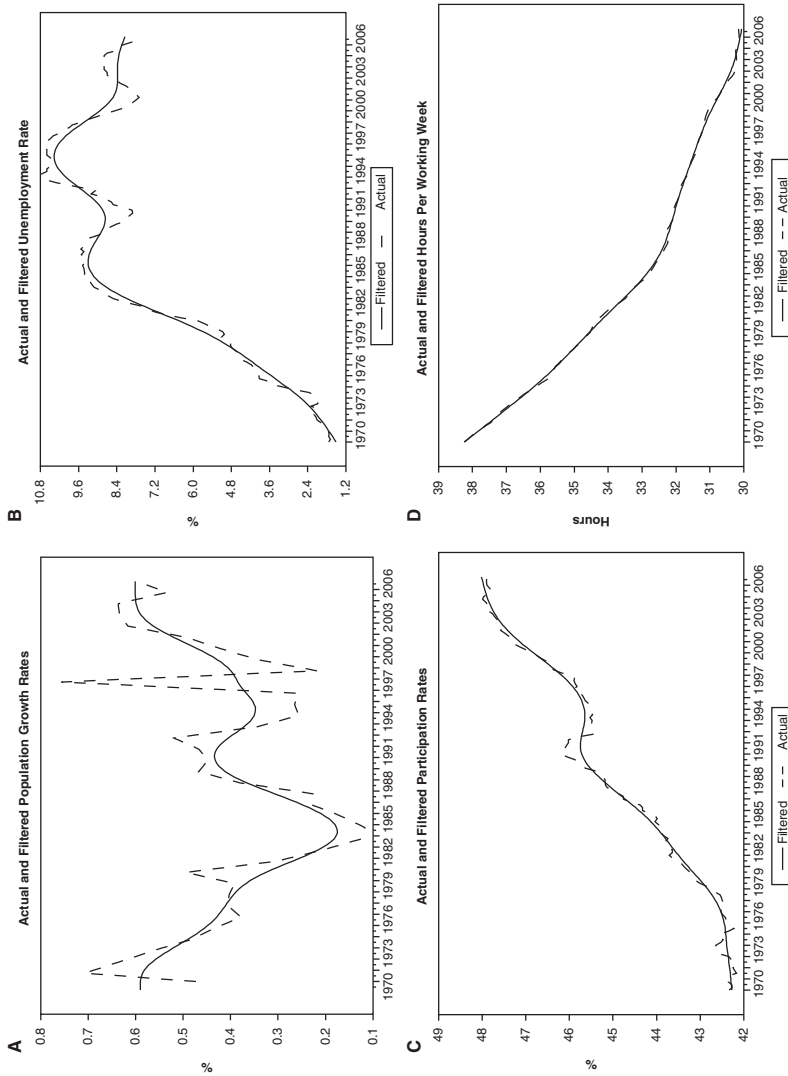 A
Actual and Filtered Population Growth Rates
%
0.8
0.7
0.6
0.5
0.4
0.3
0.2
0.1
1970 1973 1976 1979 1982 1985 1988 1991 1994 1997 2000 2003 2006
B
Actual and Filtered Unemployment Rate
%
10.8
9.6
8.4
7.2
6.0
4.8
3.6
2.4
1.2
1970 1973 1976 1979 1982 1985 1988 1991 1994 1997 2000 2003 2006
Filtered Actual
C
Actual and Filtered Participation Rates
%
49
48
47
46
45
44
43
42
1970 1973 1976 1979 1982 1985 1988 1991 1994 1997 2000 2003 2006
Filtered Actual
D
Actual and Filtered Hours Per Working Week
Hours
39
38
37
36
35
34
33
32
31
30
1970 1973 1976 1979 1982 1985 1988 1991 1994 1997 2000 2003 2006
Filtered Actual